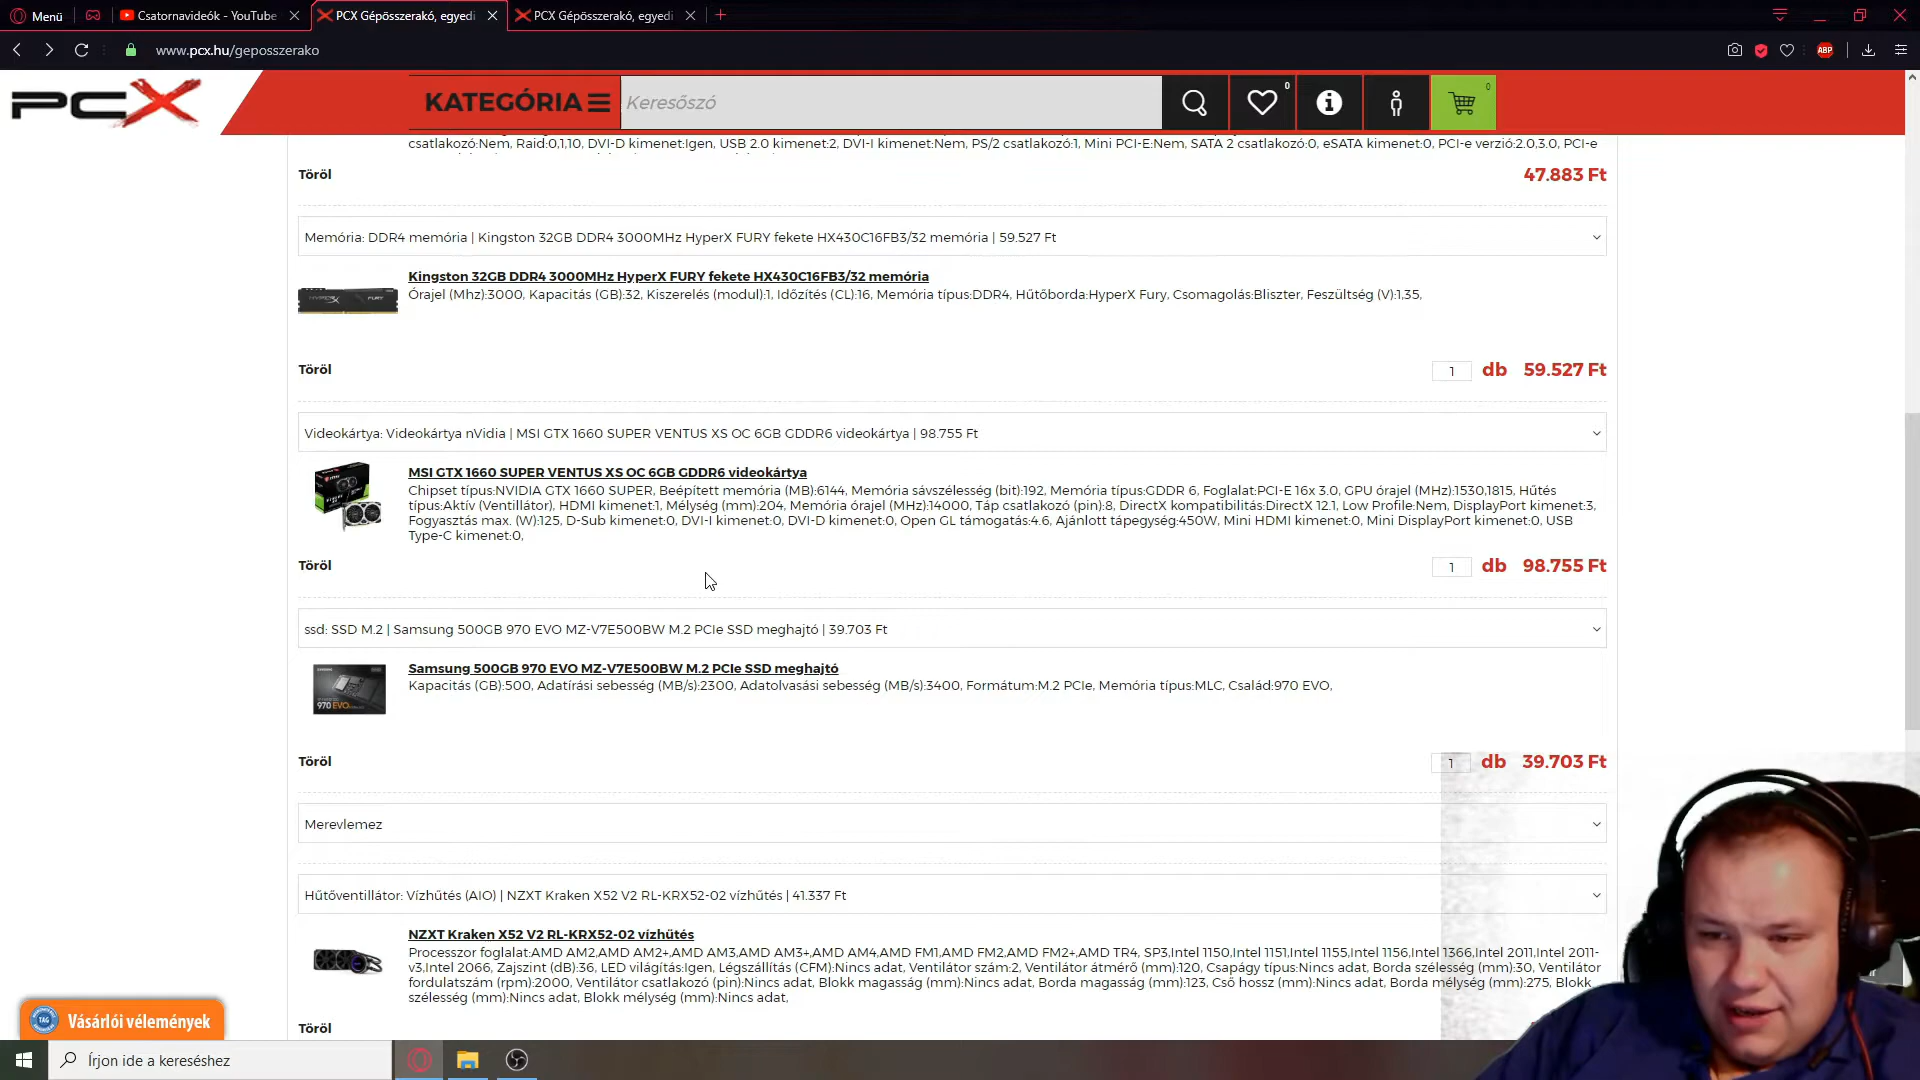 Menü
Csatornavideók - YouTube
PCX Gépösszerakó, egyedi
PCX Gépösszerakó, egyedi
www.pcx.hu/geposszerako
ABP
PCX
KATEGÓRIA
Keresőszó
0
0
csatlakozó:Nem, Raid:0,1,10, DVI-D kimenet:Igen, USB 2.0 kimenet:2, DVI-I kimenet:Nem, PS/2 csatlakozó:1, Mini PCI-E:Nem, SATA 2 csatlakozó:0, eSATA kimenet:0, PCI-e verzió:2.0,3.0, PCI-e
Töröl
47.883 Ft
Memória: DDR4 memória | Kingston 32GB DDR4 3000MHz HyperX FURY fekete HX430C16FB3/32 memória | 59.527 Ft
Kingston 32GB DDR4 3000MHz HyperX FURY fekete HX430C16FB3/32 memória
Órajel (Mhz):3000, Kapacitás (GB):32, Kiszerelés (modul):1, Időzítés (CL):16, Memória típus:DDR4, Hűtőborda:HyperX Fury, Csomagolás:Bliszter, Feszültség (V):1,35,
Töröl
1 db 59.527 Ft
Videokártya: Videokártya nVidia | MSI GTX 1660 SUPER VENTUS XS OC 6GB GDDR6 videokártya | 98.755 Ft
MSI GTX 1660 SUPER VENTUS XS OC 6GB GDDR6 videokártya
Chipset típus:NVIDIA GTX 1660 SUPER, Beépített memória (MB):6144, Memória sávszélesség (bit):192, Memória típus:GDDR 6, Foglalat:PCI-E 16x 3.0, GPU órajel (MHz):1530,1815, Hűtés
típus:Aktív (Ventillátor), HDMI kimenet:1, Mélység (mm):204, Memória órajel (MHz):14000, Táp csatlakozó (pin):8, DirectX kompatibilitás:DirectX 12.1, Low Profile:Nem, DisplayPort kimenet:3,
Fogyasztás max. (W):125, D-Sub kimenet:0, DVI-I kimenet:0, DVI-D kimenet:0, Open GL támogatás:4.6, Ajánlott tápegység:450W, Mini HDMI kimenet:0, Mini DisplayPort kimenet:0, USB
Type-C kimenet:0,
Töröl
1 db 98.755 Ft
ssd: SSD M.2 | Samsung 500GB 970 EVO MZ-V7E500BW M.2 PCIe SSD meghajtó | 39.703 Ft
Samsung 500GB 970 EVO MZ-V7E500BW M.2 PCIe SSD meghajtó
Kapacitás (GB):500, Adatírási sebesség (MB/s):2300, Adatolvasási sebesség (MB/s):3400, Formátum:M.2 PCIe, Memória típus:MLC, Család:970 EVO,
970 EVO
Töröl
1 db 39.703 Ft
Merevlemez
Hűtőventillátor: Vízhűtés (AIO) | NZXT Kraken X52 V2 RL-KRX52-02 vízhűtés | 41.337 Ft
NZXT Kraken X52 V2 RL-KRX52-02 vízhűtés
Processzor foglalat:AMD AM2,AMD AM2+,AMD AM3,AMD AM3+,AMD AM4,AMD FM1,AMD FM2,AMD FM2+,AMD TR4, SP3,Intel 1150,Intel 1151,Intel 1155,Intel 1156,Intel 1366,Intel 2011,Intel 2011-
v3,Intel 2066, Zajszint (dB):36, LED világítás:Igen, Légszállítás (CFM):Nincs adat, Ventilátor szám:2, Ventilátor átmérő (mm):120, Csapágy típus:Nincs adat, Borda szélesség (mm):30, Ventilátor
fordulatszám (rpm):2000, Ventilátor csatlakozó (pin):Nincs adat, Blokk magasság (mm):Nincs adat, Borda magasság (mm):123, Cső hossz (mm):Nincs adat, Borda mélység (mm):275, Blokk
szélesség (mm):Nincs adat, Blokk mélység (mm):Nincs adat,
Töröl
Vásárlói vélemények
Írjon ide a kereséshez